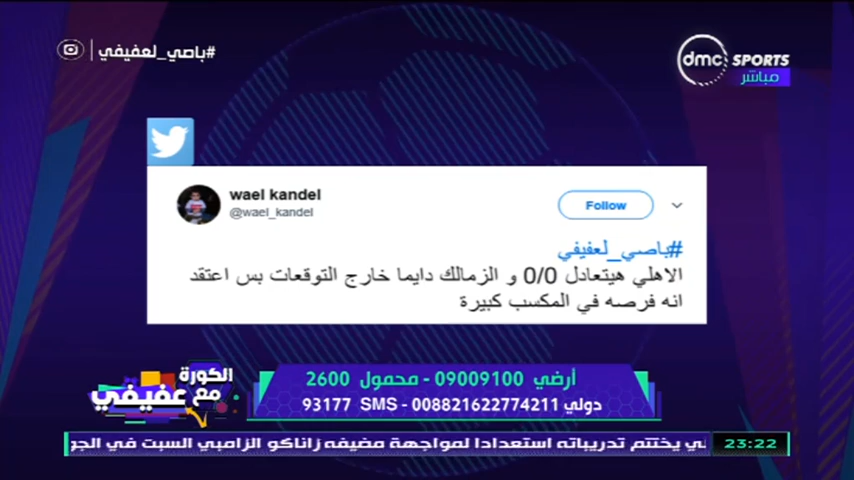 #باصي_لعفيفي
dmc SPORTS
مباشر
wael kandel
@wael_kandel
Follow
#باصي_لعفيفي
الاهلي هيتعادل 0/0 و الزمالك دايما خارج التوقعات بس اعتقد
انه فرصه في المكسب كبيرة
الكورة
مع
عفيفي
أرضي 09009100 - محمول 2600
دولي 008821622774211 - SMS 93177
ي يختتم تدريباته استعدادا لمواجهة مضيفه زاناكو الزامبي السبت في الجو
23:22